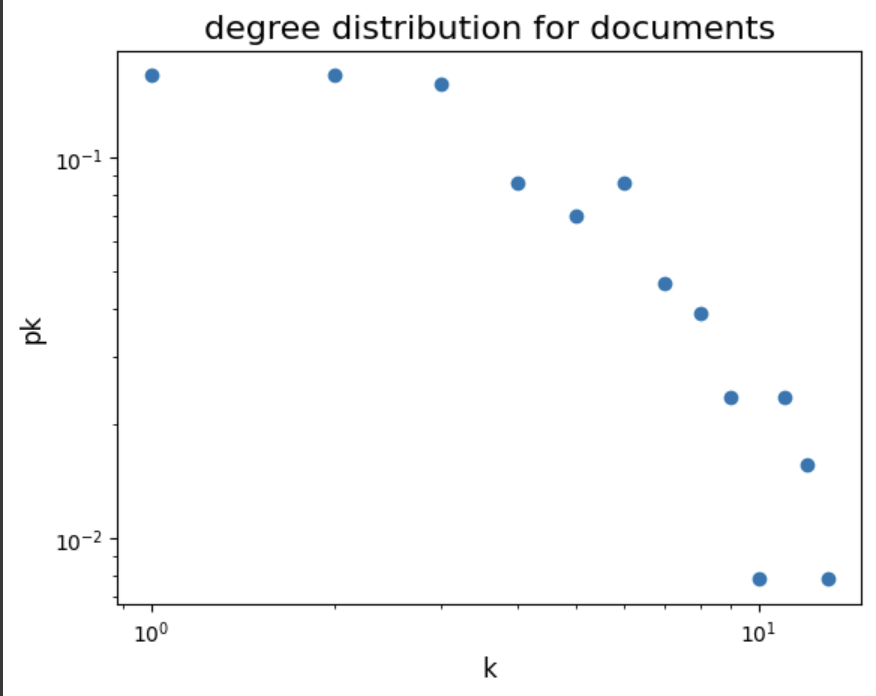 degree distribution for documents
10⁻¹
pk
10⁻²
10⁰
10¹
k